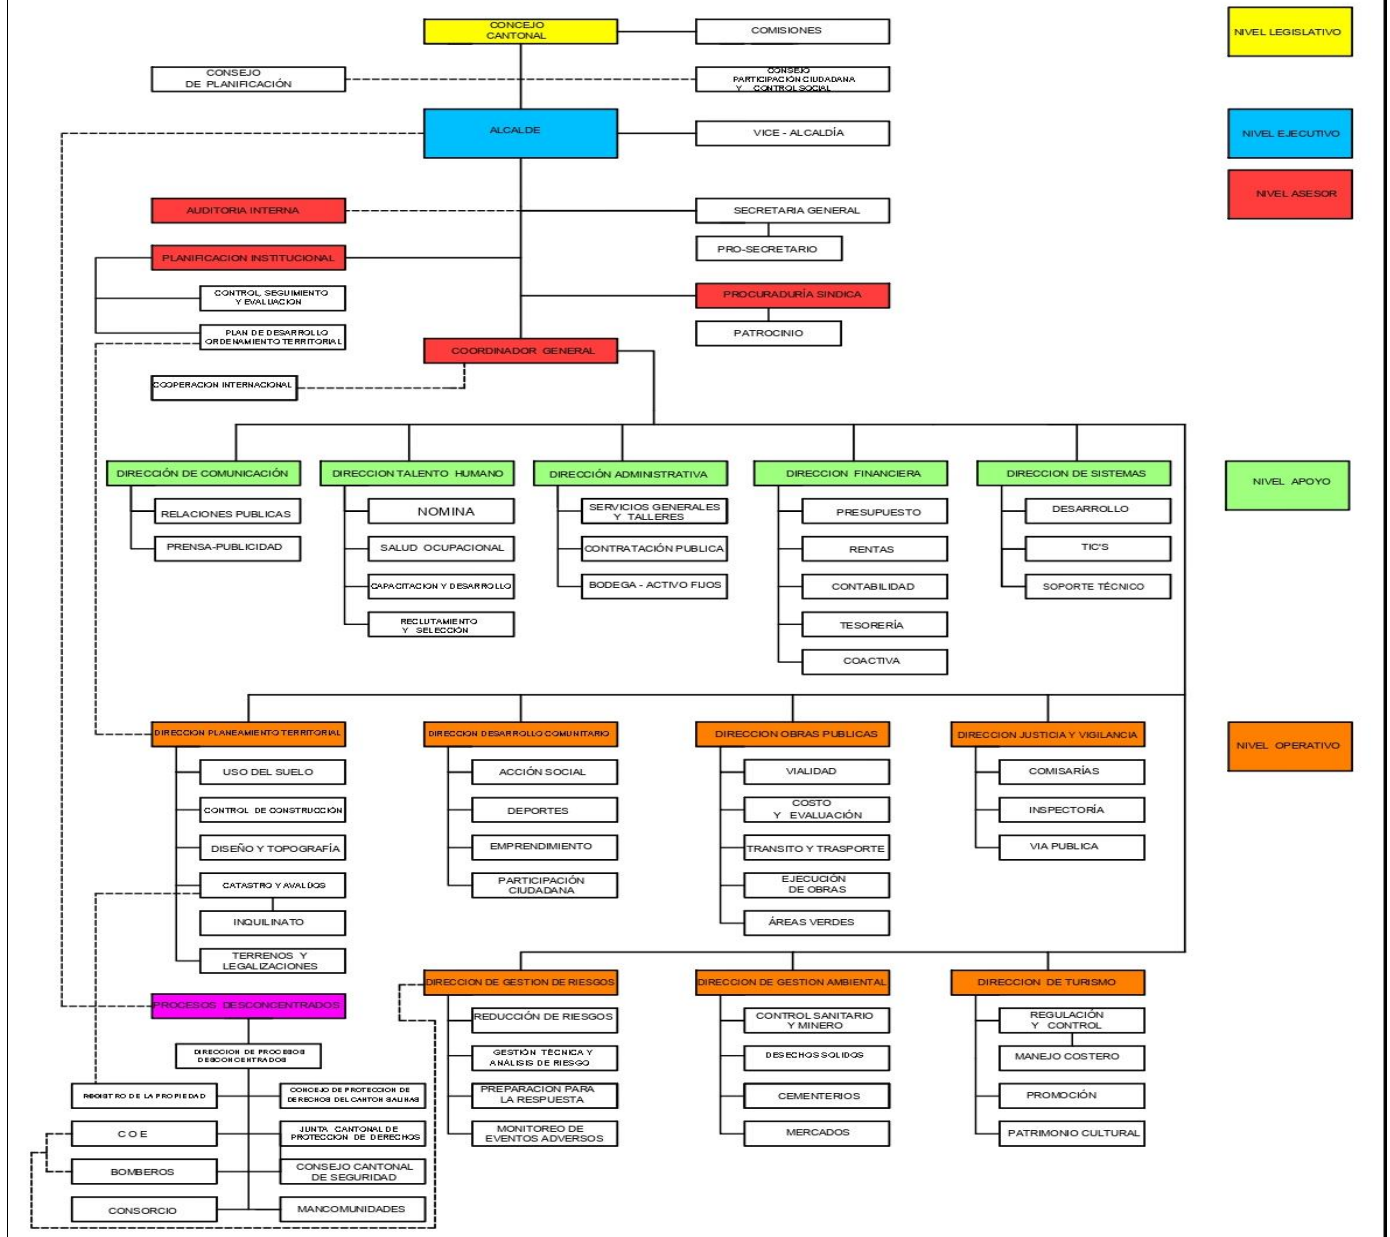 CONCEJO
CANTONAL
COMISIONES
NIVEL LEGISLATIVO
CONSEJO
DE PLANIFICACIÓN
CONSEJO
PARTICIPACIÓN CIUDADANA
Y CONTROL SOCIAL
ALCALDE
VICE - ALCALDÍA
NIVEL EJECUTIVO
NIVEL ASESOR
AUDITORIA INTERNA
SECRETARIA GENERAL
PRO-SECRETARIO
PLANIFICACION INSTITUCIONAL
CONTROL, SEGUIMIENTO
Y EVALUACION
PROCURADURÍA SINDICA
PLAN DE DESARROLLO
ORDENAMIENTO TERRITORIAL
PATROCINIO
COORDINADOR GENERAL
COOPERACION INTERNACIONAL
DIRECCIÓN DE COMUNICACIÓN
DIRECCION TALENTO HUMANO
DIRECCIÓN ADMINISTRATIVA
DIRECCION FINANCIERA
DIRECCION DE SISTEMAS
NIVEL APOYO
RELACIONES PUBLICAS
PRENSA-PUBLICIDAD
NOMINA
SALUD OCUPACIONAL
CAPACITACION Y DESARROLLO
RECLUTAMIENTO
Y SELECCIÓN
SERVICIOS GENERALES
Y TALLERES
CONTRATACIÓN PUBLICA
BODEGA - ACTIVO FIJOS
PRESUPUESTO
RENTAS
CONTABILIDAD
TESORERÍA
COACTIVA
DESARROLLO
TIC'S
SOPORTE TÉCNICO
DIRECCION PLANEAMIENTO TERRITORIAL
DIRECCION DESARROLLO COMUNITARIO
DIRECCION OBRAS PUBLICAS
DIRECCION JUSTICIA Y VIGILANCIA
NIVEL OPERATIVO
USO DEL SUELO
CONTROL DE CONSTRUCCIÓN
DISEÑO Y TOPOGRAFÍA
CATASTRO Y AVALÚOS
INQUILINATO
TERRENOS Y
LEGALIZACIONES
ACCIÓN SOCIAL
DEPORTES
EMPRENDIMIENTO
PARTICIPACIÓN
CIUDADANA
VIALIDAD
COSTO
Y EVALUACIÓN
TRANSITO Y TRASPORTE
EJECUCIÓN
DE OBRAS
ÁREAS VERDES
COMISARÍAS
INSPECTORÍA
VIA PUBLICA
DIRECCION DE GESTION DE RIESGOS
DIRECCION DE GESTION AMBIENTAL
DIRECCION DE TURISMO
REDUCCIÓN DE RIESGOS
GESTIÓN TÉCNICA Y
ANÁLISIS DE RIESGO
PREPARACION PARA
LA RESPUESTA
MONITOREO DE
EVENTOS ADVERSOS
CONTROL SANITARIO
Y MINERO
DESECHOS SOLIDOS
CEMENTERIOS
MERCADOS
REGULACIÓN
Y CONTROL
MANEJO COSTERO
PROMOCIÓN
PATRIMONIO CULTURAL
PROCESOS DESCONCENTRADOS
DIRECCION DE PROCESOS
DESCONCENTRADOS
REGISTRO DE LA PROPIEDAD
CONCEJO DE PROTECCION DE
DERECHOS DEL CANTON SALINAS
C O E
JUNTA CANTONAL DE
PROTECCION DE DERECHOS
BOMBEROS
CONSEJO CANTONAL
DE SEGURIDAD
CONSORCIO
MANCOMUNIDADES